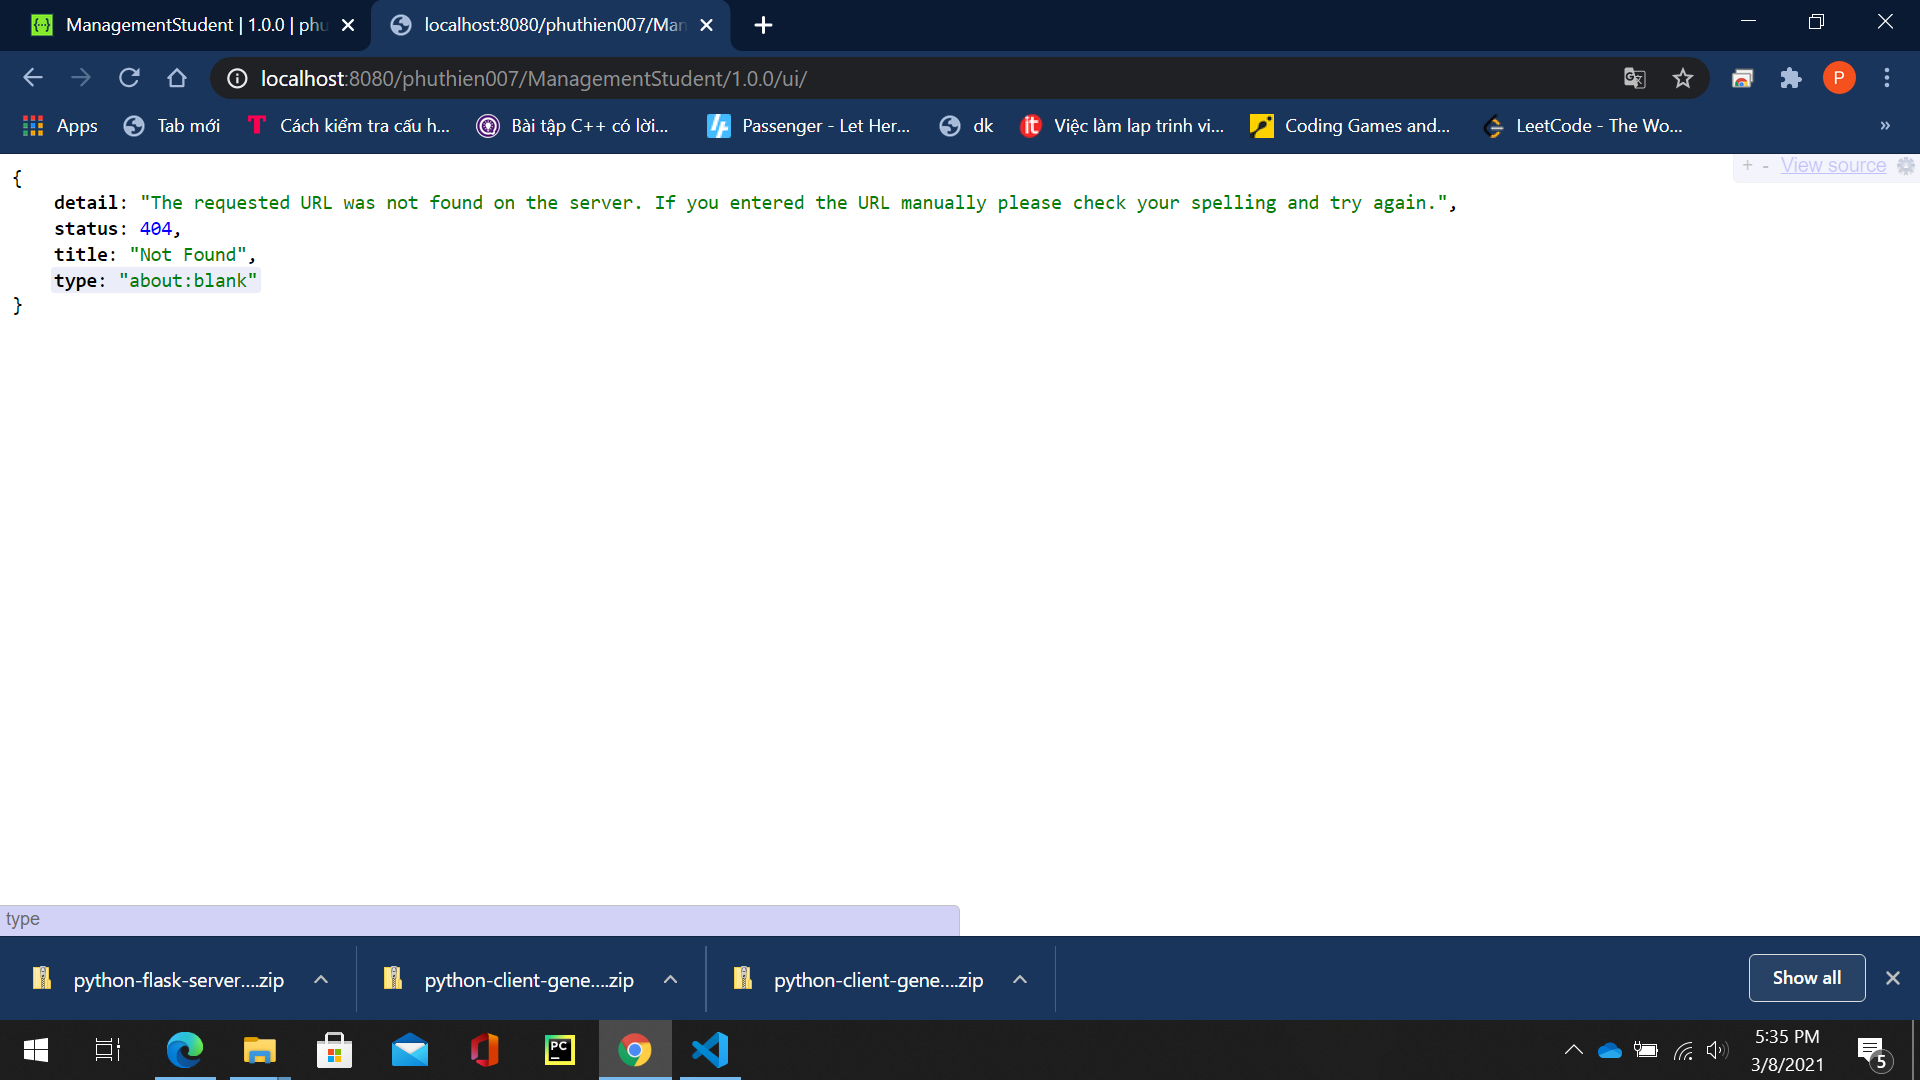 ManagementStudent | 1.0.0 | phu
localhost:8080/phuthien007/Man
localhost:8080/phuthien007/ManagementStudent/1.0.0/ui/
P
Apps
Tab mới
Cách kiểm tra cấu h...
Bài tập C++ có lời...
Passenger - Let Her...
dk
Việc làm lap trinh vi...
Coding Games and...
LeetCode - The Wo...
»
+ - View source
{
detail: "The requested URL was not found on the server. If you entered the URL manually please check your spelling and try again.",
status: 404,
title: "Not Found",
type: "about:blank"
}
type
python-flask-server....zip
python-client-gene....zip
python-client-gene....zip
Show all
PC
5:35 PM
3/8/2021
5